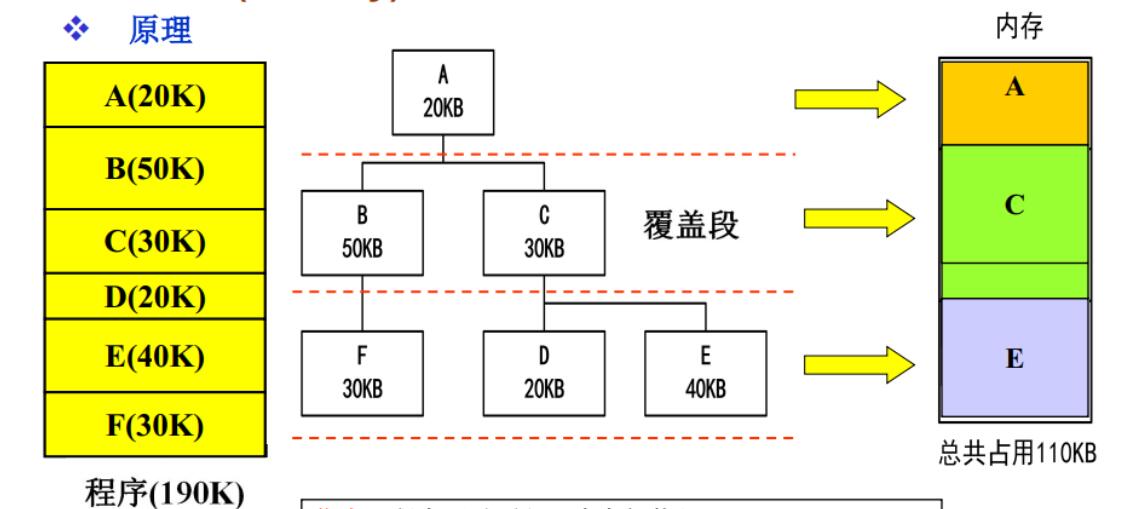 ❖ 原理
内存
A(20K)
B(50K)
C(30K)
D(20K)
E(40K)
F(30K)
程序(190K)
A
20KB
B
50KB
C
30KB
覆盖段
F
30KB
D
20KB
E
40KB
A
C
E
总共占用110KB